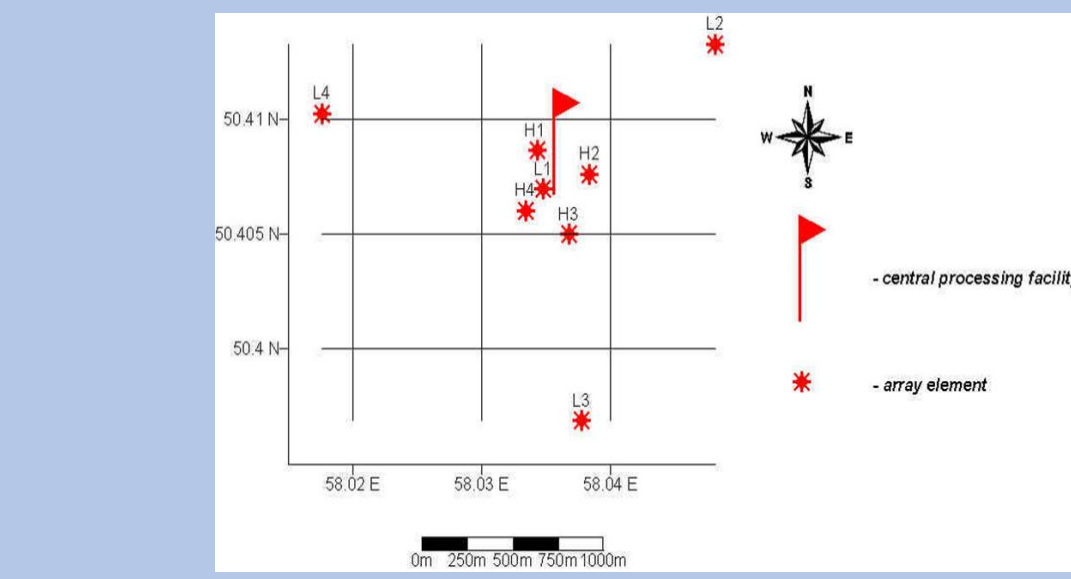 L2
L4
N
50.41 N
H1
W
E
H2
L1
S
H4
H3
50.405 N
- central processing facilit
50.4 N
- array element
L3
58.02 E
58.03 E
58.04 E
0m 250m 500m 750m 1000m